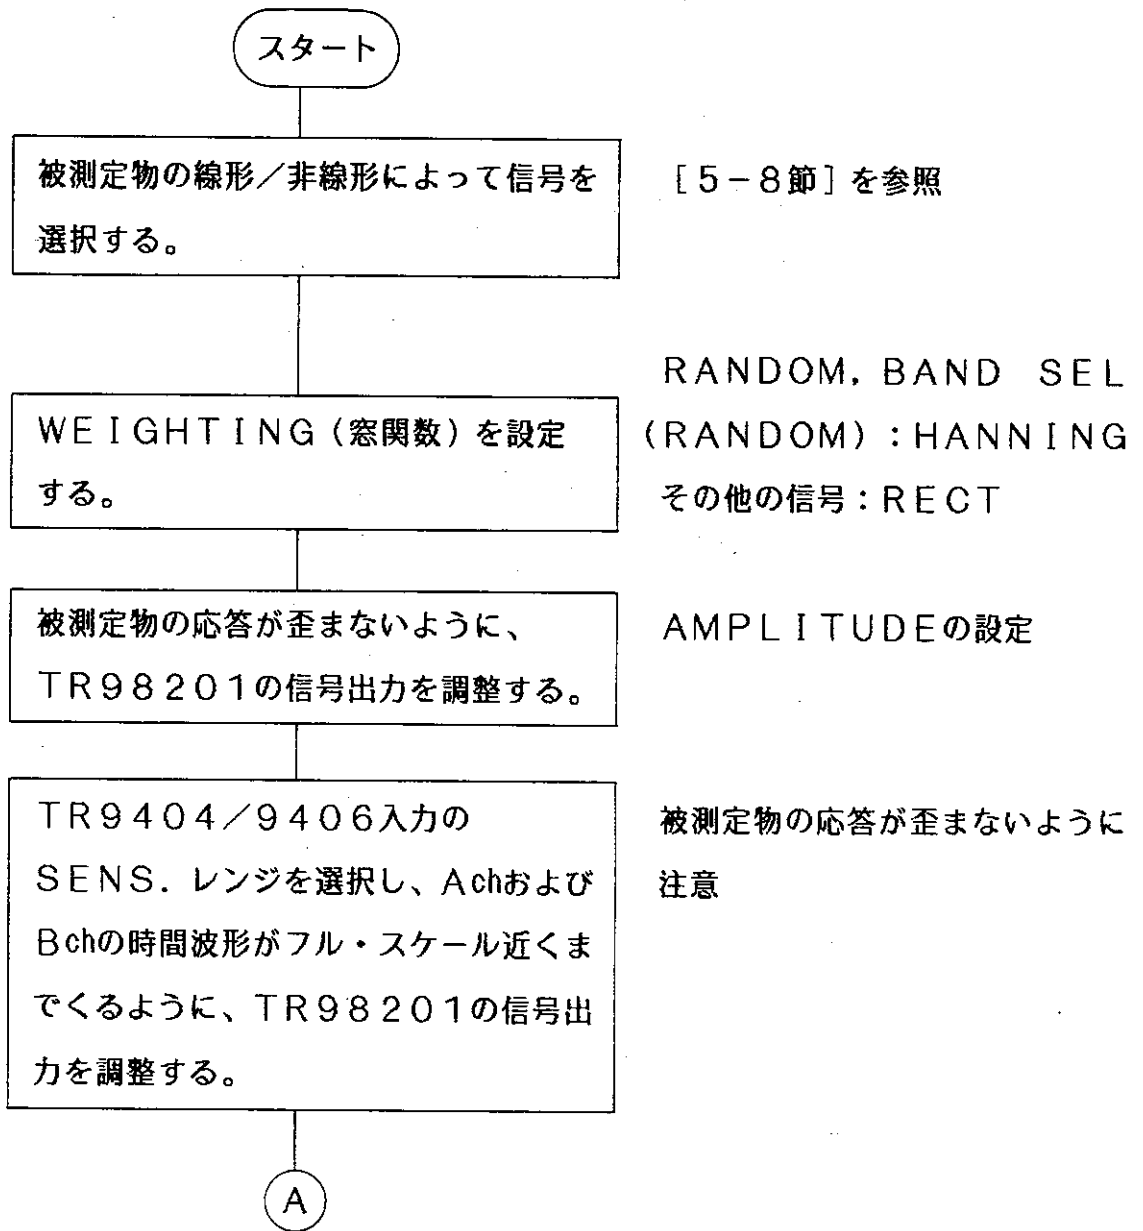 スタート
被測定物の線形／非線形によって信号を
選択する。
[5-8節]を参照
WEIGHTING(窓関数)を設定
する。
RANDOM, BAND SEL
(RANDOM):HANNING
その他の信号:RECT
被測定物の応答が歪まないように、
TR98201の信号出力を調整する。
AMPLITUDEの設定
TR9404／9406入力の
SENS. レンジを選択し、Achおよび
Bchの時間波形がフル・スケール近くま
でくるように、TR98201の信号出
力を調整する。
被測定物の応答が歪まないように
注意
A